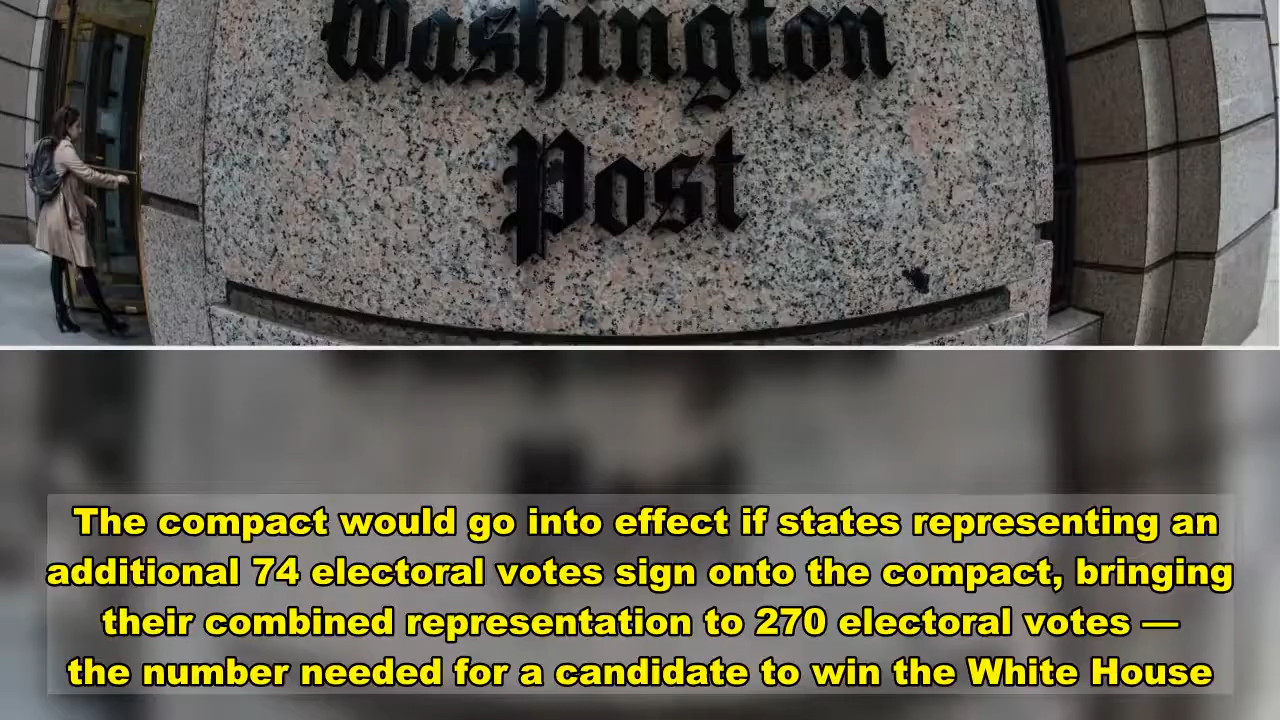 Washington
Post
The compact would go into effect if states representing an
additional 74 electoral votes sign onto the compact, bringing
their combined representation to 270 electoral votes —
the number needed for a candidate to win the White House